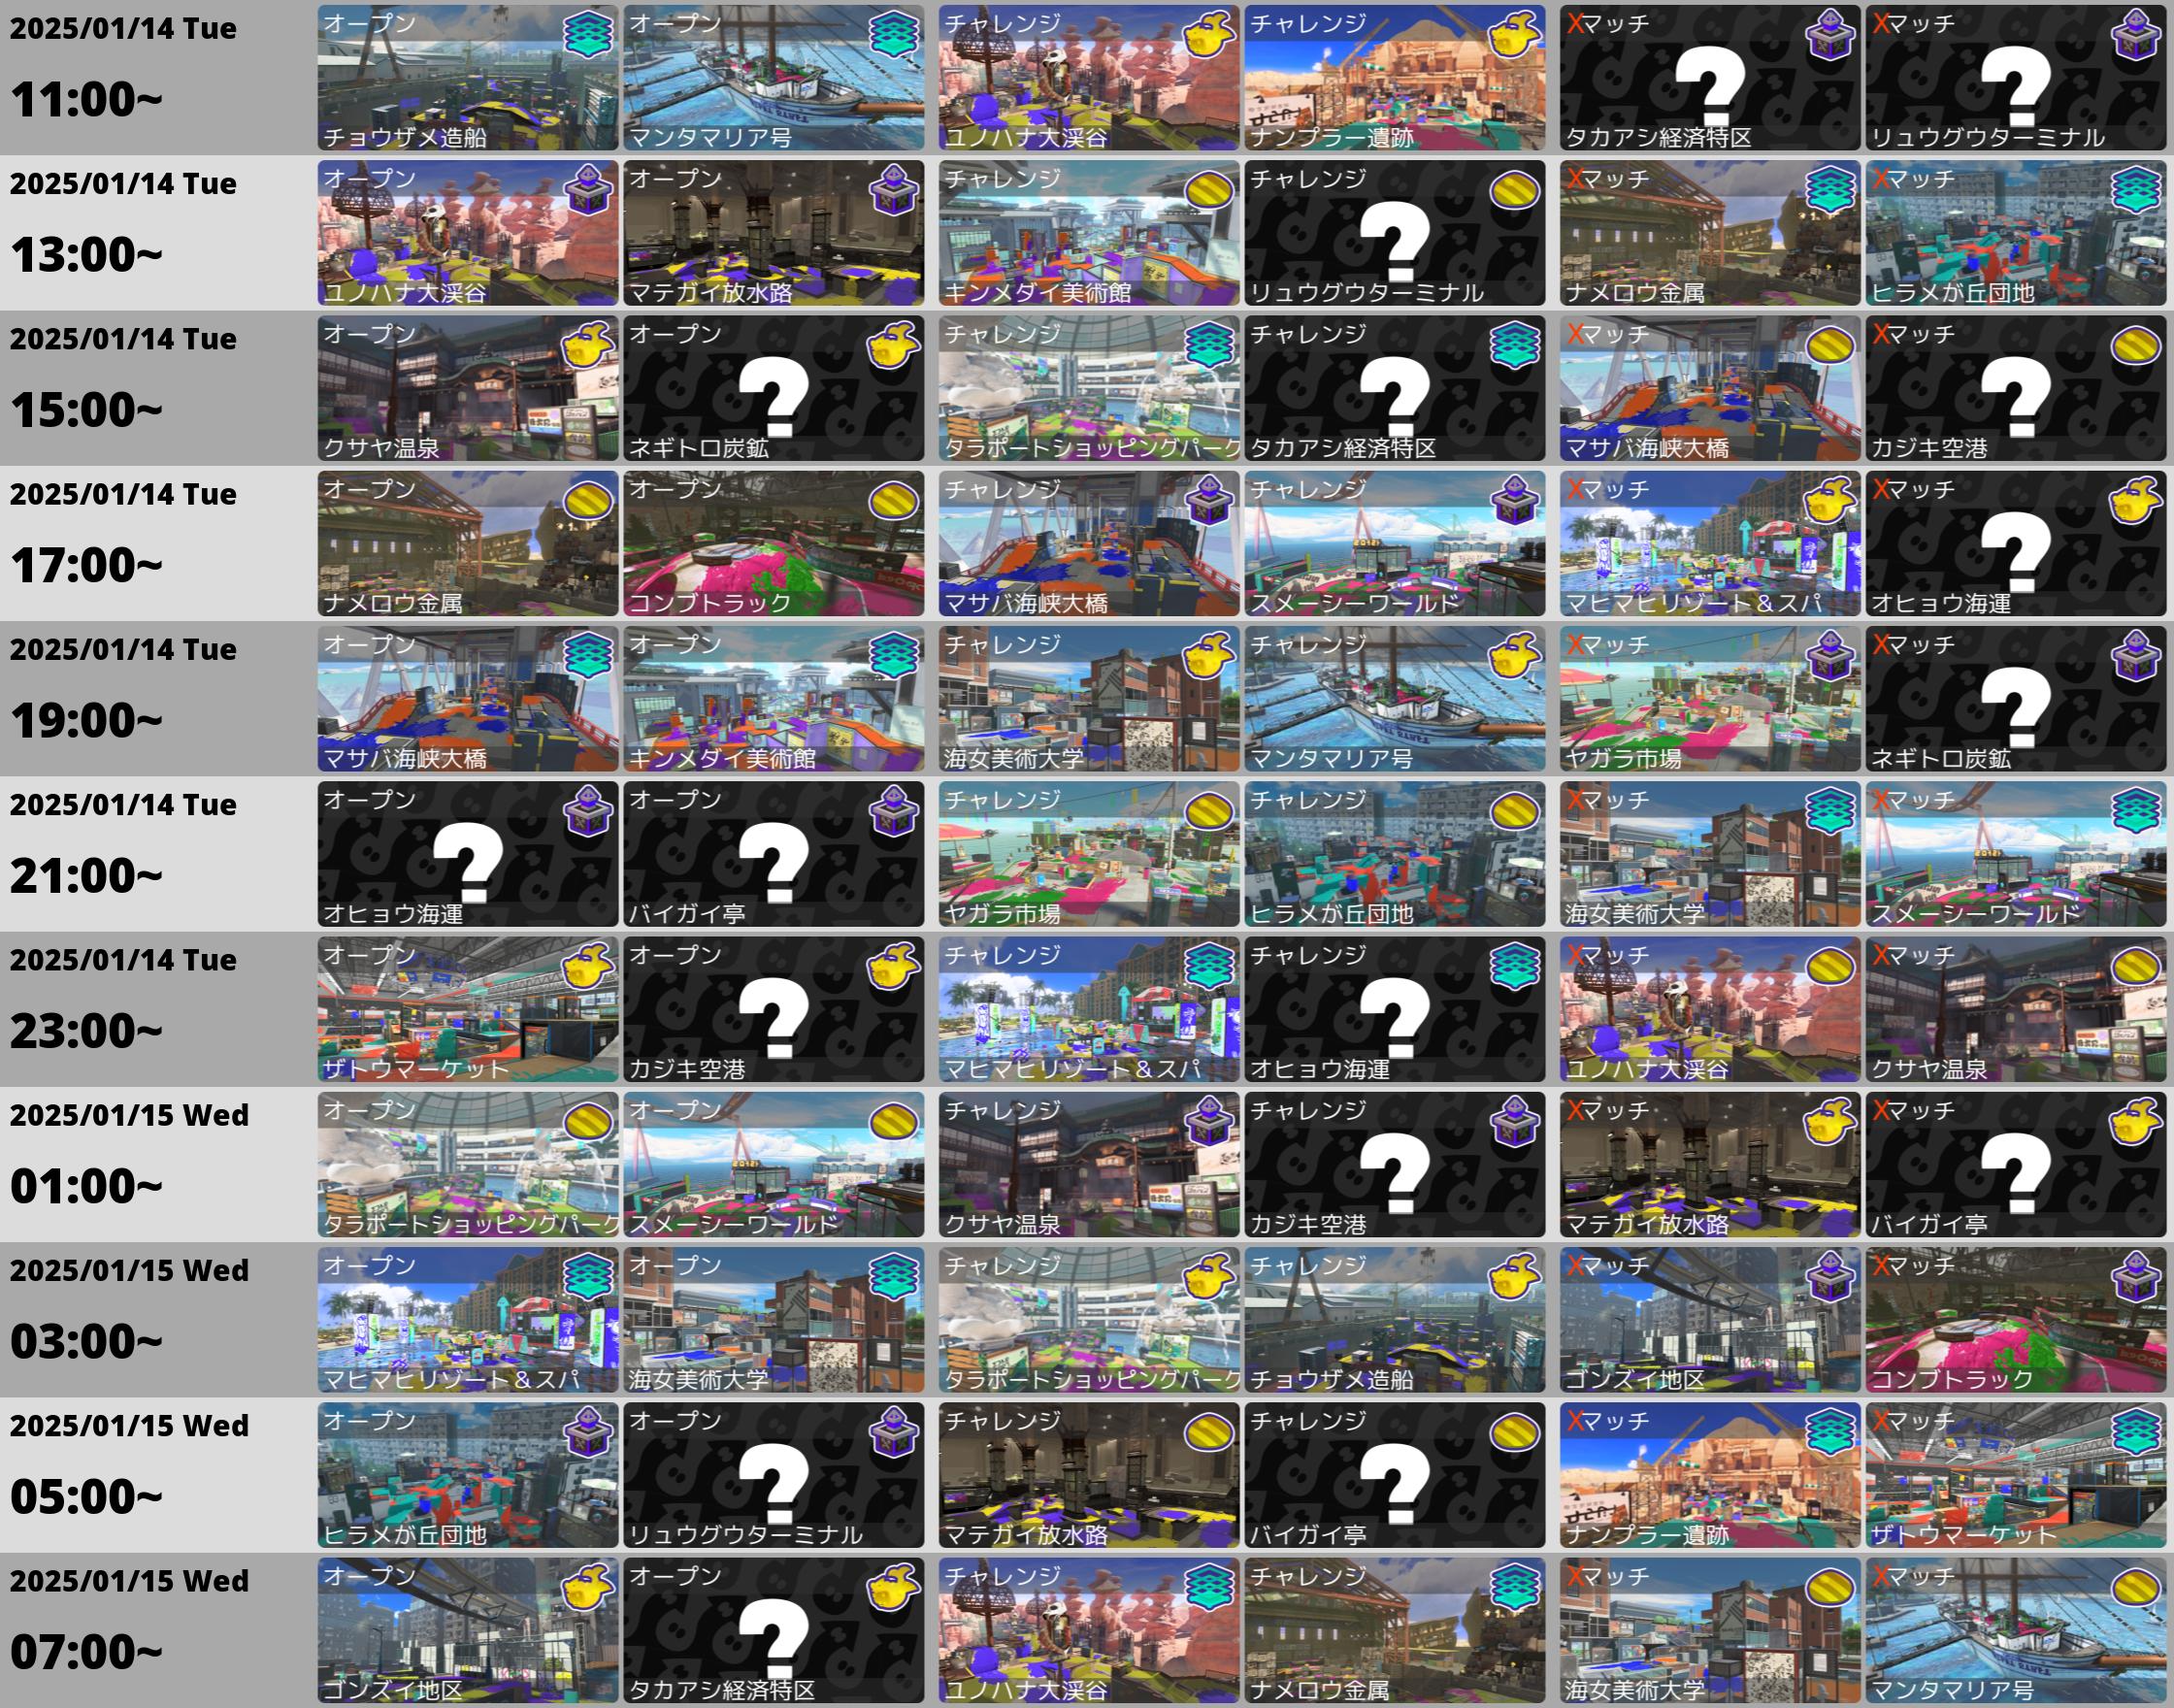 2025/01/14 Tue
11:00~
オープン
チョウザメ造船
オープン
マンタマリア号
チャレンジ
ユノハナ大渓谷
チャレンジ
ナンプラー遺跡
Xマッチ
タカアシ経済特区
Xマッチ
リュウグウターミナル
2025/01/14 Tue
13:00~
オープン
ユノハナ大渓谷
オープン
マテガイ放水路
チャレンジ
キンメダイ美術館
チャレンジ
リュウグウターミナル
Xマッチ
ナメロウ金属
Xマッチ
ヒラメが丘団地
2025/01/14 Tue
15:00~
オープン
クサヤ温泉
オープン
ネギトロ炭鉱
チャレンジ
タラポートショッピングパーク
チャレンジ
タカアシ経済特区
Xマッチ
マサバ海峡大橋
Xマッチ
カジキ空港
2025/01/14 Tue
17:00~
オープン
ナメロウ金属
オープン
コンブトラック
チャレンジ
マサバ海峡大橋
チャレンジ
スメーシーワールド
Xマッチ
マヒマヒリゾート＆スパ
Xマッチ
オヒョウ海運
2025/01/14 Tue
19:00~
オープン
マサバ海峡大橋
オープン
キンメダイ美術館
チャレンジ
海女美術大学
チャレンジ
マンタマリア号
Xマッチ
ヤガラ市場
Xマッチ
ネギトロ炭鉱
2025/01/14 Tue
21:00~
オープン
オヒョウ海運
オープン
バイガイ亭
チャレンジ
ヤガラ市場
チャレンジ
ヒラメが丘団地
Xマッチ
海女美術大学
Xマッチ
スメーシーワールド
2025/01/14 Tue
23:00~
オープン
ザトウマーケット
オープン
カジキ空港
チャレンジ
マヒマヒリゾート＆スパ
チャレンジ
オヒョウ海運
Xマッチ
ユノハナ大渓谷
Xマッチ
クサヤ温泉
2025/01/15 Wed
01:00~
オープン
タラポートショッピングパーク
オープン
スメーシーワールド
チャレンジ
クサヤ温泉
チャレンジ
カジキ空港
Xマッチ
マテガイ放水路
Xマッチ
バイガイ亭
2025/01/15 Wed
03:00~
オープン
マヒマヒリゾート＆スパ
オープン
海女美術大学
チャレンジ
タラポートショッピングパーク
チャレンジ
チョウザメ造船
Xマッチ
ゴンズイ地区
Xマッチ
コンブトラック
2025/01/15 Wed
05:00~
オープン
ヒラメが丘団地
オープン
リュウグウターミナル
チャレンジ
マテガイ放水路
チャレンジ
バイガイ亭
Xマッチ
ナンプラー遺跡
Xマッチ
ザトウマーケット
2025/01/15 Wed
07:00~
オープン
ゴンズイ地区
オープン
タカアシ経済特区
チャレンジ
ユノハナ大渓谷
チャレンジ
ナメロウ金属
Xマッチ
海女美術大学
Xマッチ
マンタマリア号